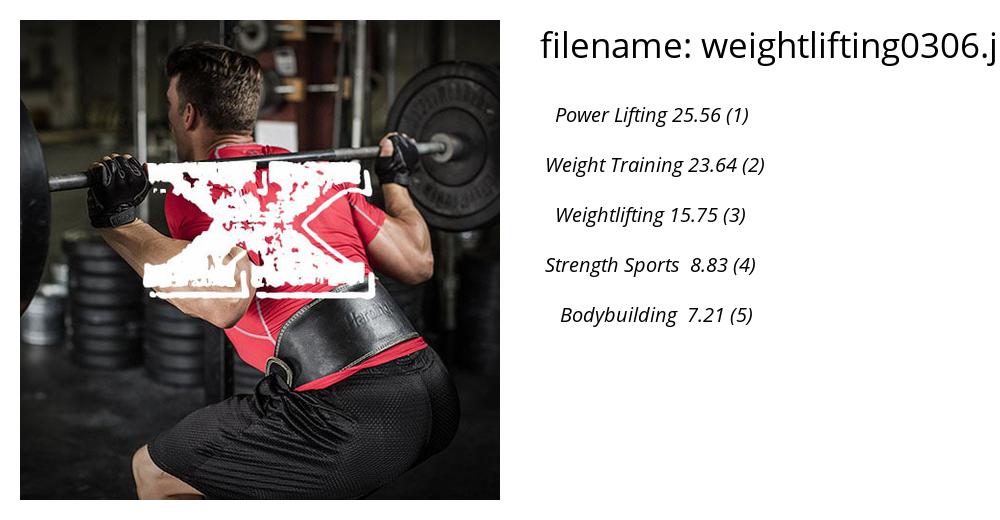 filename: weightlifting0306.j
Power Lifting 25.56 (1)
Weight Training 23.64 (2)
Weightlifting 15.75 (3)
Strength Sports 8.83 (4)
Bodybuilding 7.21 (5)
X